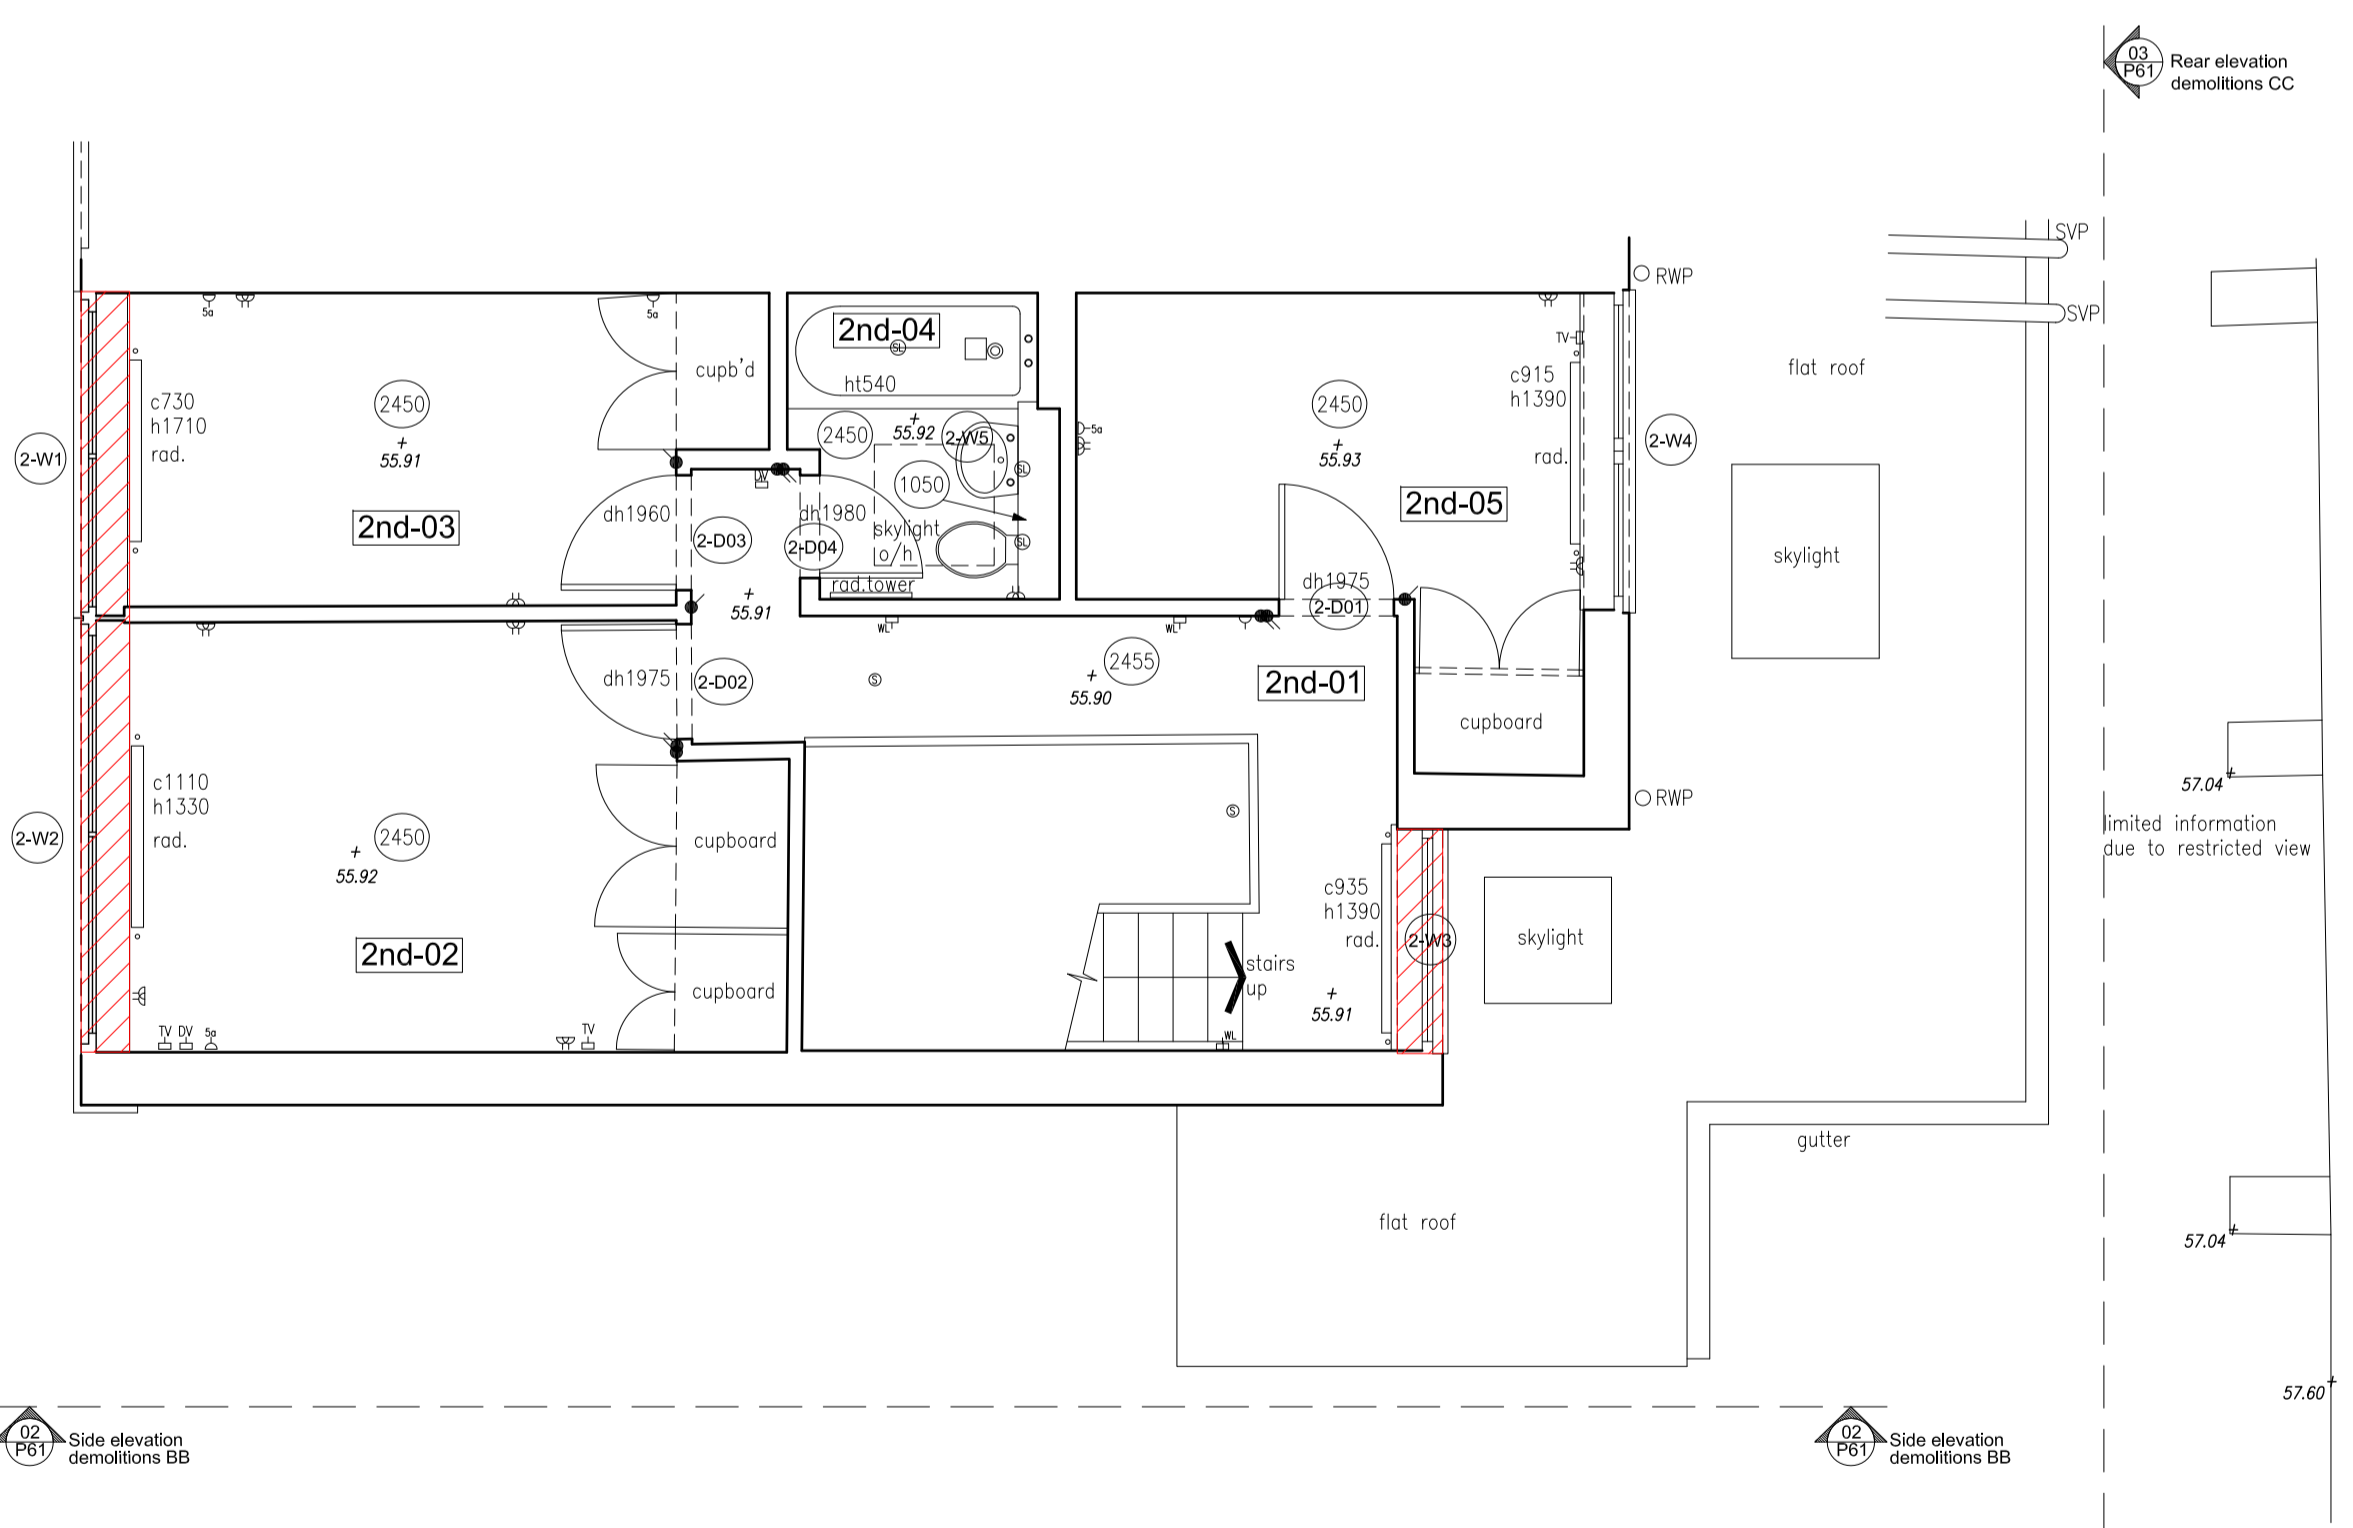 03
P61
Rear elevation
demolitions CC
SVP
RWP
SVP
5a
5a
2nd-04
SL
TV
cupb'd
ht540
c915
h1390
flat roof
c730
h1710
rad.
2450
55.91
2450
55.92
2-W5
5a
2450
55.93
rad.
2-W4
2-W1
SL
DV
1050
2nd-05
dh1960
dh1980
2nd-03
2-D03
2-D04
skylight
o/h
SL
skylight
rad.tower
dh1975
2-D01
55.91
WL
WL
dh1975
2-D02
S
2455
55.90
2nd-01
cupboard
c1110
h1330
rad.
2-W2
2450
55.92
cupboard
S
RWP
57.04
limited information
due to restricted view
c935
h1390
rad.
2-W3
skylight
2nd-02
cupboard
stairs
up
55.91
TV
DV
5a
TV
WL
gutter
flat roof
57.04
57.60
02
P61
Side elevation
demolitions BB
02
P61
Side elevation
demolitions BB